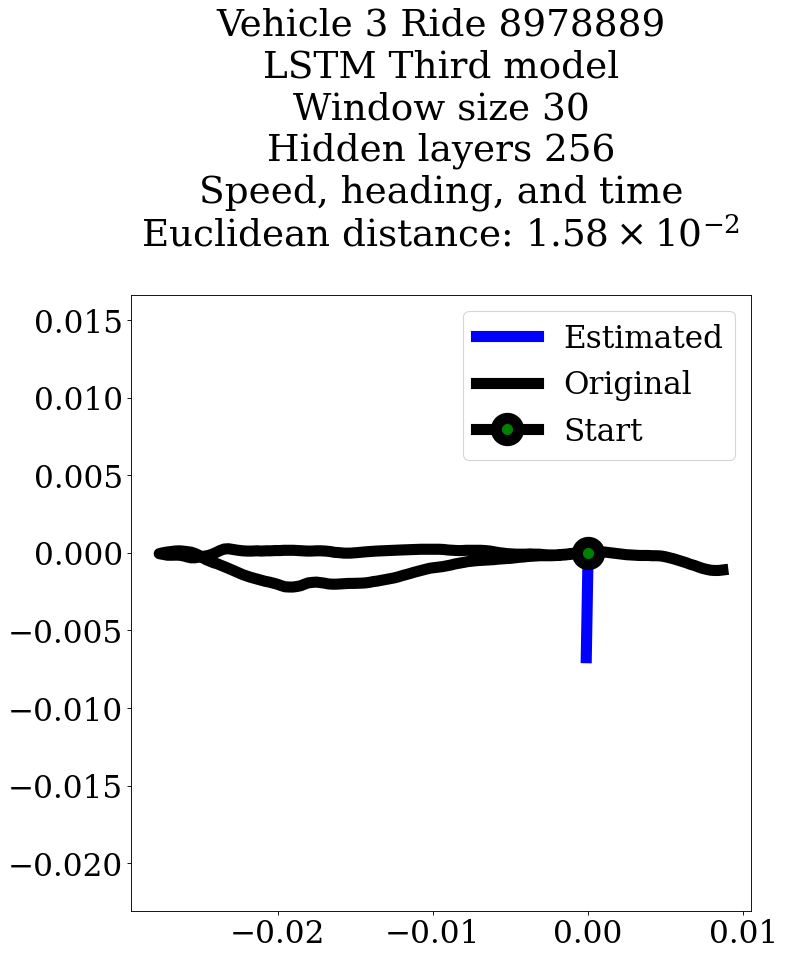 Vehicle 3 Ride 8978889
LSTM Third model
Window size 30
Hidden layers 256
Speed, heading, and time
Euclidean distance: 1.58 × 10⁻²
Estimated
Original
Start
0.015
0.010
0.005
0.000
−0.005
−0.010
−0.015
−0.020
−0.02 −0.01 0.00 0.01